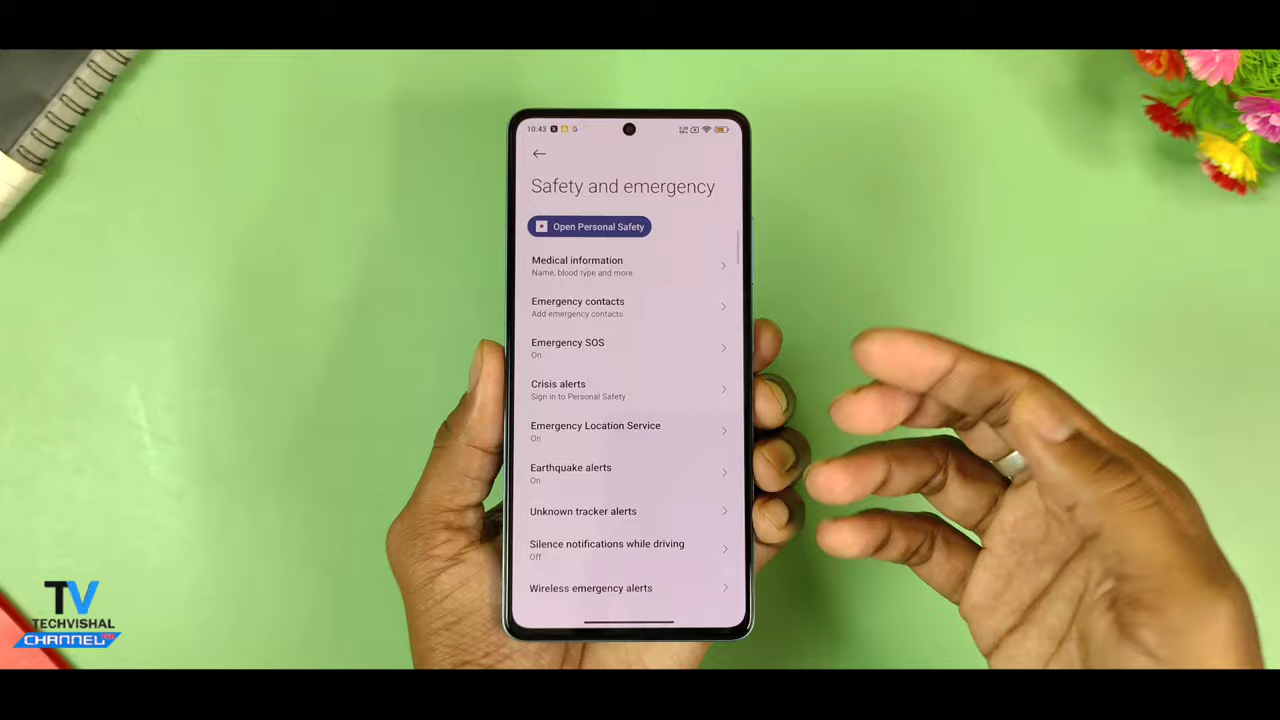 10:43
Safety and emergency
Open Personal Safety
Medical information
Name, blood type and more
Emergency contacts
Add emergency contacts
Emergency SOS
On
Crisis alerts
Sign in to Personal Safety
Emergency Location Service
On
Earthquake alerts
On
Unknown tracker alerts
Silence notifications while driving
Off
Wireless emergency alerts
TV
TECHVISHAL
CHANNEL